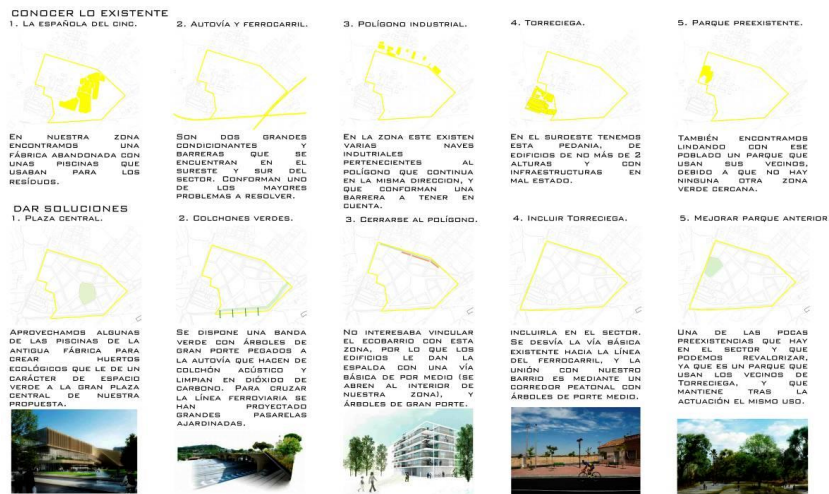 CONOCER LO EXISTENTE
1. LA ESPAÑOLA DEL CINC.
EN NUESTRA ZONA
ENCONTRAMOS UNA
FÁBRICA ABANDONADA CON
UNAS PISCINAS QUE
USABAN PARA LOS
RESÍDUOS.
2. AUTOVÍA Y FERROCARRIL.
SON DOS GRANDES
CONDICIONANTES Y
BARRERAS QUE SE
ENCUENTRAN EN EL
SURESTE Y SUR DEL
SECTOR. CONFORMAN UNO
DE LOS MAYORES
PROBLEMAS A RESOLVER.
3. POLÍGONO INDUSTRIAL.
EN LA ZONA ESTE EXISTEN
VARIAS NAVES
INDUTRIALES
PERTENECIENTES AL
POLÍGONO QUE CONTINUA
EN LA MISMA DIRECCION, Y
QUE CONFORMAN UNA
BARRERA A TENER EN
CUENTA.
4. TORRECIEGA.
EN EL SUROESTE TENEMOS
ESTA PEDANIA, DE
EDIFICIOS DE NO MÁS DE 2
ALTURAS Y CON
INFRAESTRUCTURAS EN
MAL ESTADO.
5. PARQUE PREEXISTENTE.
TAMBIÉN ENCONTRAMOS
LINDANDO CON ESE
POBLADO UN PARQUE QUE
USAN SUS VECINOS,
DEBIDO A QUE NO HAY
NINGUNA OTRA ZONA
VERDE CERCANA.
DAR SOLUCIONES
1. PLAZA CENTRAL.
APROVECHAMOS ALGUNAS
DE LAS PISCINAS DE LA
ANTIGUA FÁBRICA PARA
CREAR HUERTOS
ECOLÓGICOS QUE LE DE UN
CARÁCTER DE ESPACIO
VERDE A LA GRAN PLAZA
CENTRAL DE NUESTRA
PROPUESTA.
2. COLCHONES VERDES.
SE DISPONE UNA BANDA
VERDE CON ÁRBOLES DE
GRAN PORTE PEGADOS A
LA AUTOVÍA QUE HACEN DE
COLCHÓN ACÚSTICO Y
LIMPIAN EN DIÓXIDO DE
CARBONO. PARA CRUZAR
LA LÍNEA FERROVIARIA SE
HAN PROYECTADO
GRANDES PASARELAS
AJARDINADAS.
3. CERRARSE AL POLÍGONO.
NO INTERESABA VINCULAR
EL ECOBARRIO CON ESTA
ZONA, POR LO QUE LOS
EDIFICIOS LE DAN LA
ESPALDA CON UNA VÍA
BÁSICA DE POR MEDIO (SE
ABREN AL INTERIOR DE
NUESTRA ZONA), Y
ÁRBOLES DE GRAN PORTE.
4. INCLUIR TORRECIEGA.
INCLUIRLA EN EL SECTOR.
SE DESVÍA LA VÍA BÁSICA
EXISTENTE HACIA LA LÍNEA
DEL FERROCARRIL, Y LA
UNIÓN CON NUESTRO
BARRIO ES MEDIANTE UN
CORREDOR PEATONAL CON
ÁRBOLES DE PORTE MEDIO.
5. MEJORAR PARQUE ANTERIOR
UNA DE LAS POCAS
PREEXISTENCIAS QUE HAY
EN EL SECTOR Y QUE
PODEMOS REVALORIZAR,
YA QUE ES UN PARQUE QUE
USAN LOS VECINOS DE
TORRECIEGA, Y QUE
MANTIENE TRAS LA
ACTUACIÓN EL MISMO USO.